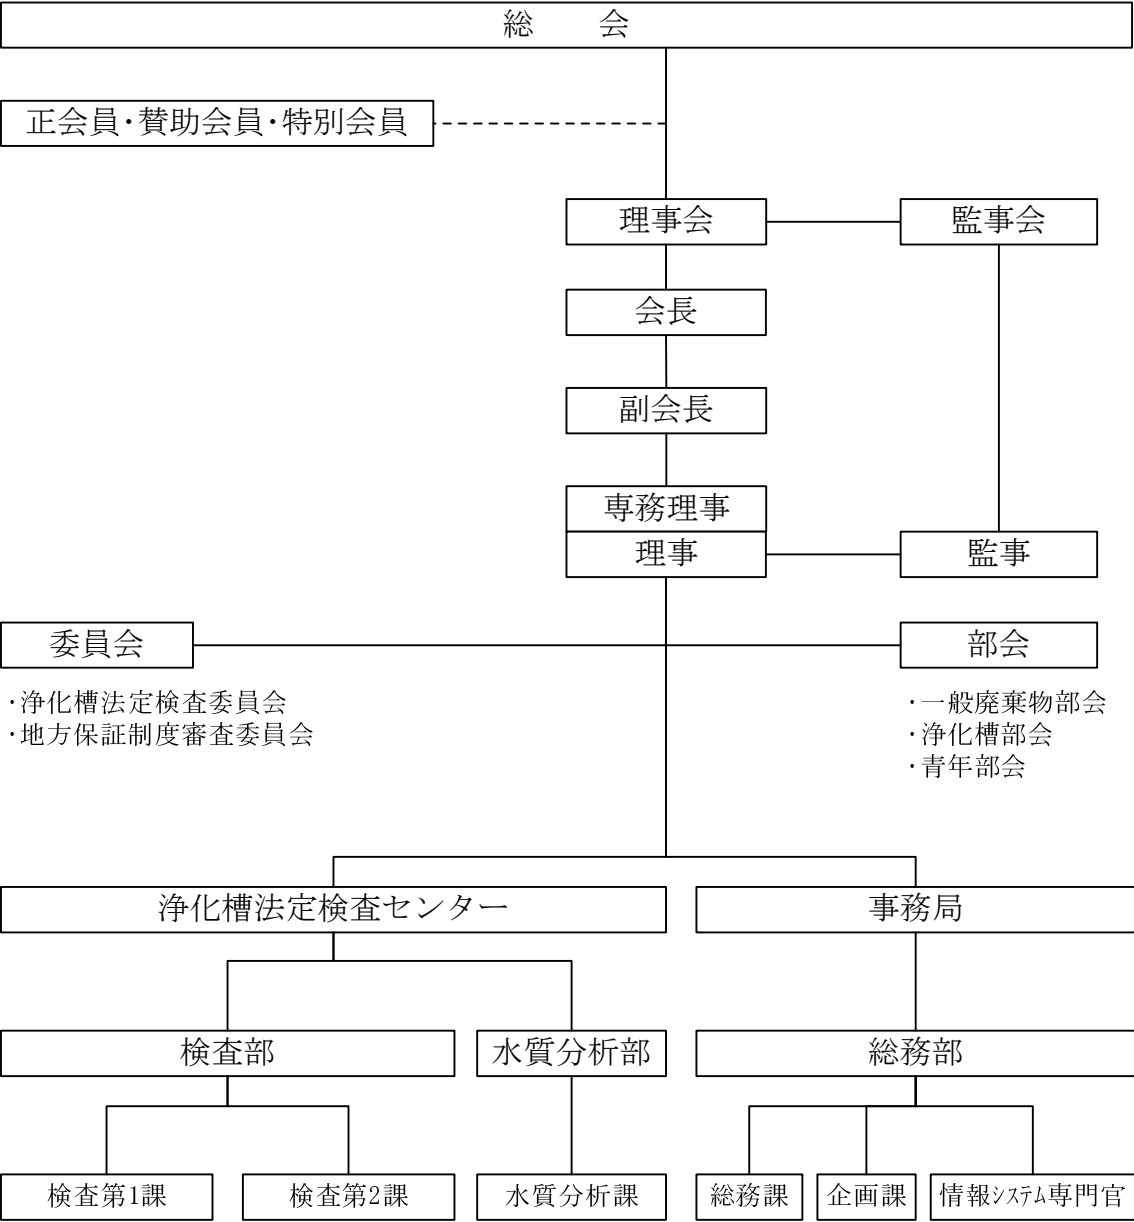 総　会
正会員・賛助会員・特別会員
理事会
監事会
会長
副会長
専務理事
理事
監事
委員会
部会
・浄化槽法定検査委員会
・地方保証制度審査委員会
・一般廃棄物部会
・浄化槽部会
・青年部会
浄化槽法定検査センター
事務局
検査部
水質分析部
総務部
検査第1課
検査第2課
水質分析課
総務課
企画課
情報ｼｽﾃﾑ専門官